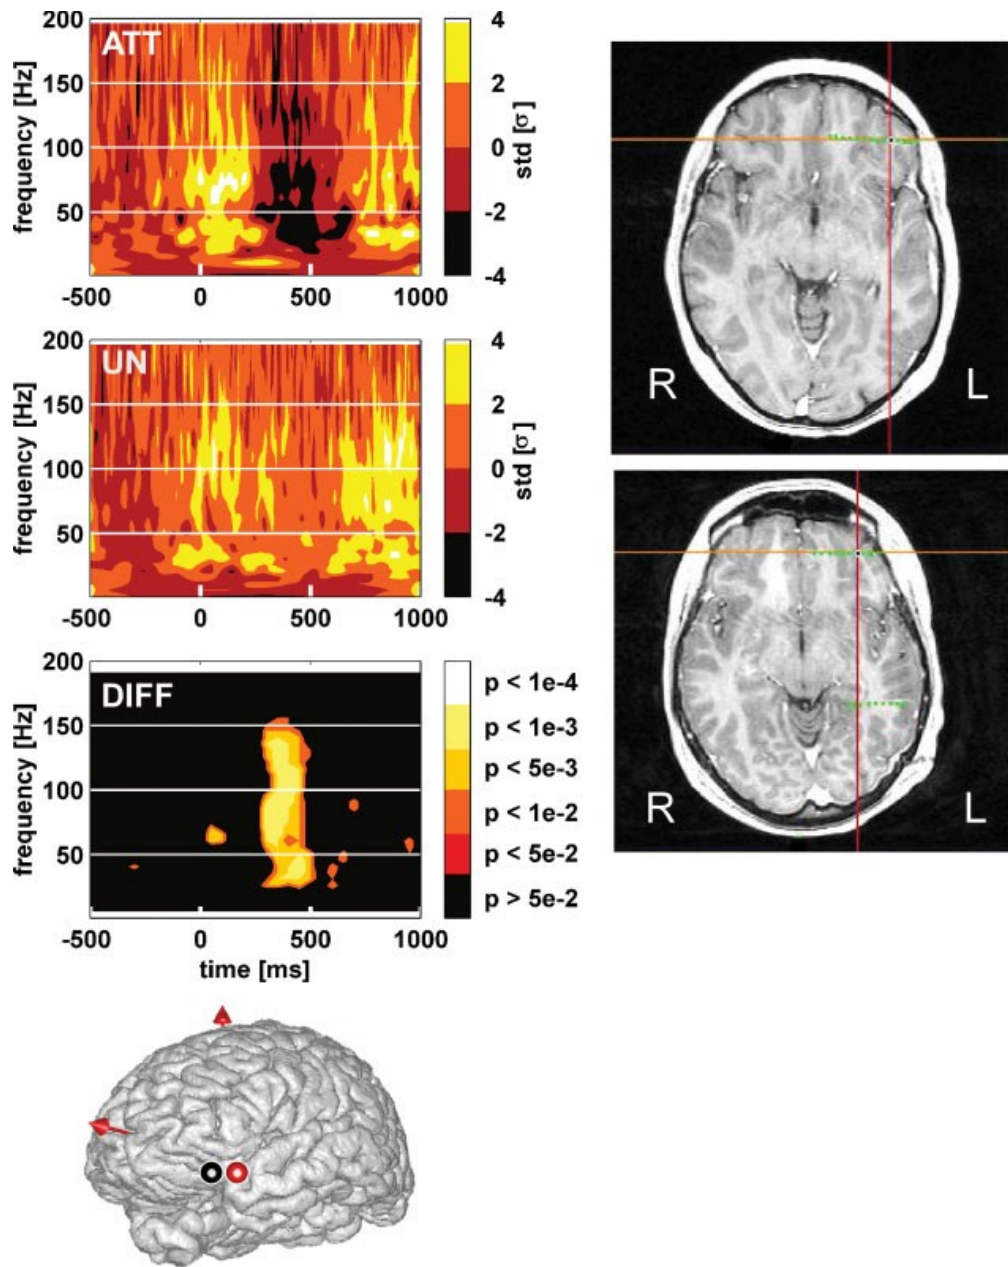 200
150
100
50
frequency [Hz]
ATT
-500 0 500 1000
4
2
0
-2
-4
std [σ]
200
150
100
50
frequency [Hz]
UN
-500 0 500 1000
4
2
0
-2
-4
std [σ]
200
150
100
50
frequency [Hz]
DIFF
-500 0 500 1000
time [ms]
p < 1e-4
p < 1e-3
p < 5e-3
p < 1e-2
p < 5e-2
p > 5e-2
R L
R L